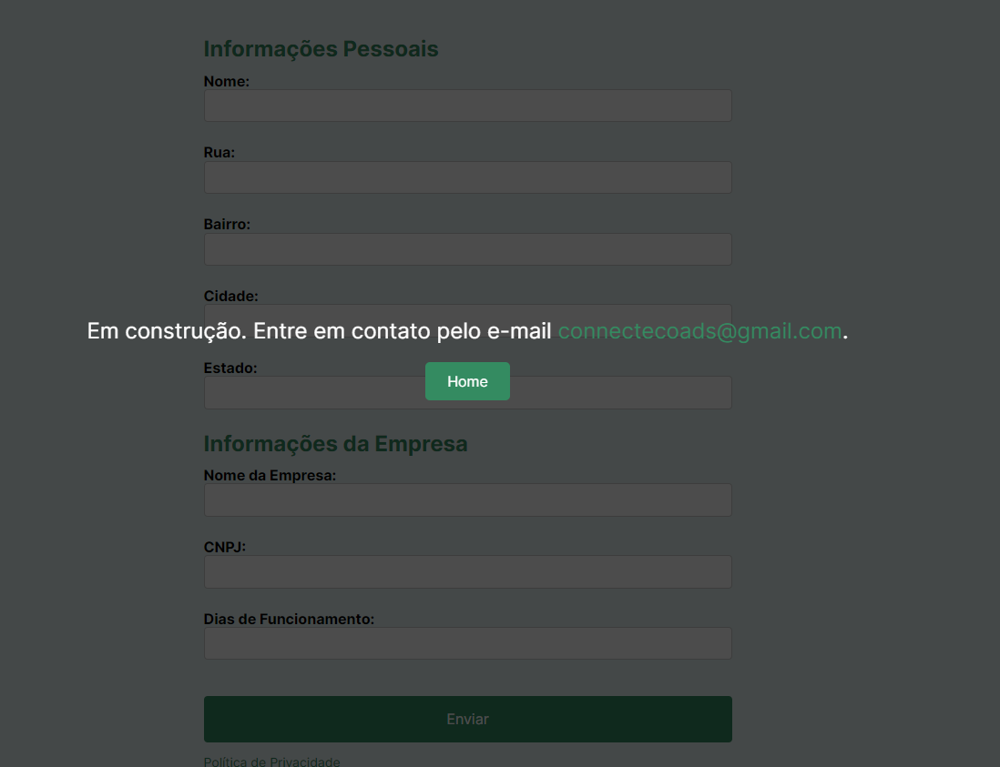 Informações Pessoais
Nome:
Rua:
Bairro:
Cidade:
Em construção. Entre em contato pelo e-mail connectecoads@gmail.com.
Estado:
Home
Informações da Empresa
Nome da Empresa:
CNPJ:
Dias de Funcionamento:
Enviar
Política de Privacidade